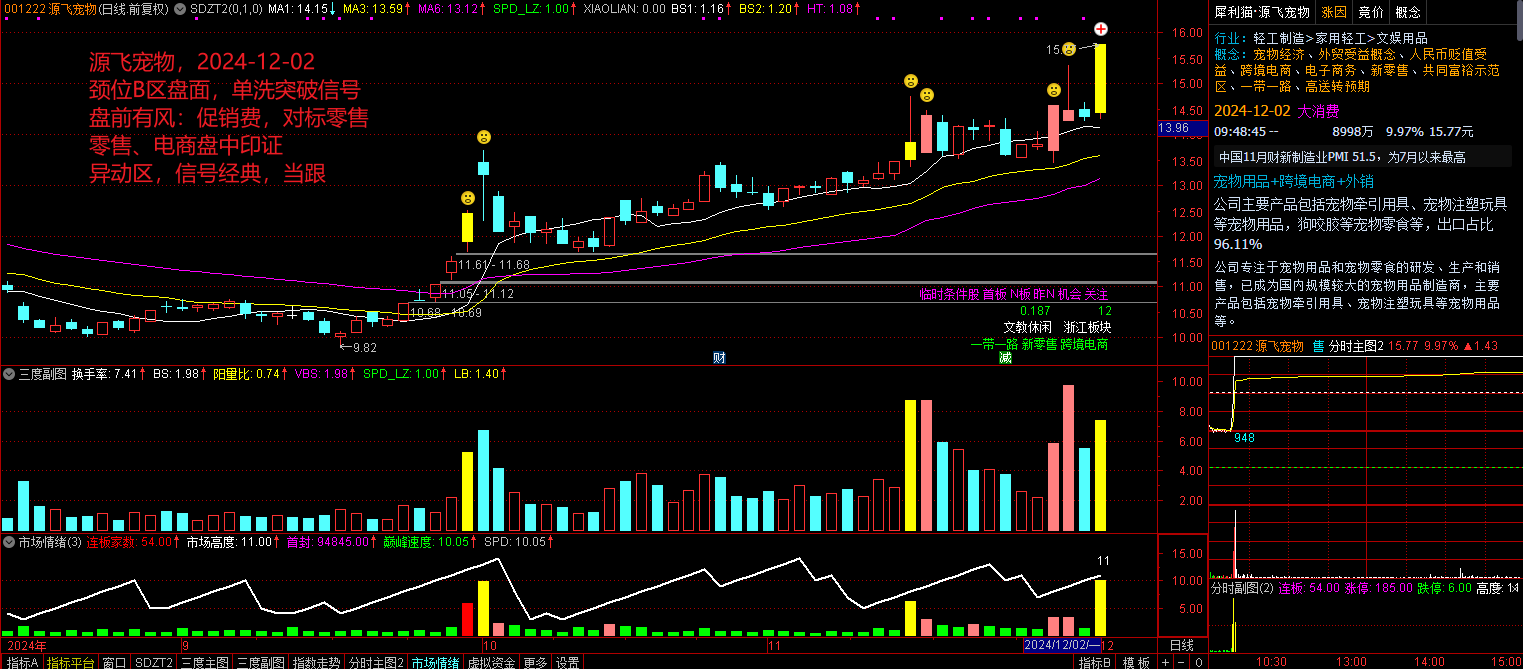 001222 源飞宠物(日线.前复权) SDZT2(0,1,0) MA1: 14.15↓ MA3: 13.59↑ MA6: 13.12↑ SPD_LZ: 1.00↑ XIAOLIAN: 0.00 BS1: 1.16↑ BS2: 1.20↑ HT: 1.08↑
源飞宠物，2024-12-02
颈位B区盘面，单洗突破信号
盘前有风：促销费，对标零售
零售、电商盘中印证
异动区，信号经典，当跟
16.00
15.50
15.00
14.50
13.96
13.50
13.00
12.50
12.00
11.50
11.00
10.50
10.00
11.61 - 11.68
11.05 - 11.12
10.68 - 10.69
←9.82
临时条件股 首板 N板 昨N 机会 关注
0.187 12
文教休闲 浙江板块
一带一路 新零售 跨境电商
财 减
三度副图 换手率: 7.41↑ BS: 1.98↑ 阳量比: 0.74↑ VBS: 1.98↑ SPD_LZ: 1.00↑ LB: 1.40↑
10.00
8.00
6.00
4.00
2.00
市场情绪(3) 连板家数: 54.00↑ 市场高度: 11.00↑ 首封: 94845.00↑ 巅峰速度: 10.05↑ SPD: 10.05↑
11
15.00
10.00
5.00
2024年 9 10 11 2024/12/02/一 12 日线
指标A 指标平台 窗口 SDZT2 三度主图 三度副图 指数走势 分时主图2 市场情绪 虚拟资金 更多 设置 指标B 模板 + − O
犀利猫·源飞宠物 涨因 竞价 概念
行业：轻工制造>家用轻工>文娱用品
概念：宠物经济、外贸受益概念、人民币贬值受
益、跨境电商、电子商务、新零售、共同富裕示范
区、一带一路、高送转预期
2024-12-02 大消费
09:48:45 -- 8998万 9.97% 15.77元
中国11月财新制造业PMI 51.5，为7月以来最高
宠物用品+跨境电商+外销
公司主要产品包括宠物牵引用具、宠物注塑玩具
等宠物用品，狗咬胶等宠物零食等，出口占比
96.11%
公司专注于宠物用品和宠物零食的研发、生产和销
售，已成为国内规模较大的宠物用品制造商，主要
产品包括宠物牵引用具、宠物注塑玩具等宠物用品
等。
001222 源飞宠物 售 分时主图2 15.77 9.97% ▲1.43
948
分时副图(2) 连板: 54.00 涨停: 185.00 跌停: 6.00 高度:
10:30 13:00 14:00 15:00